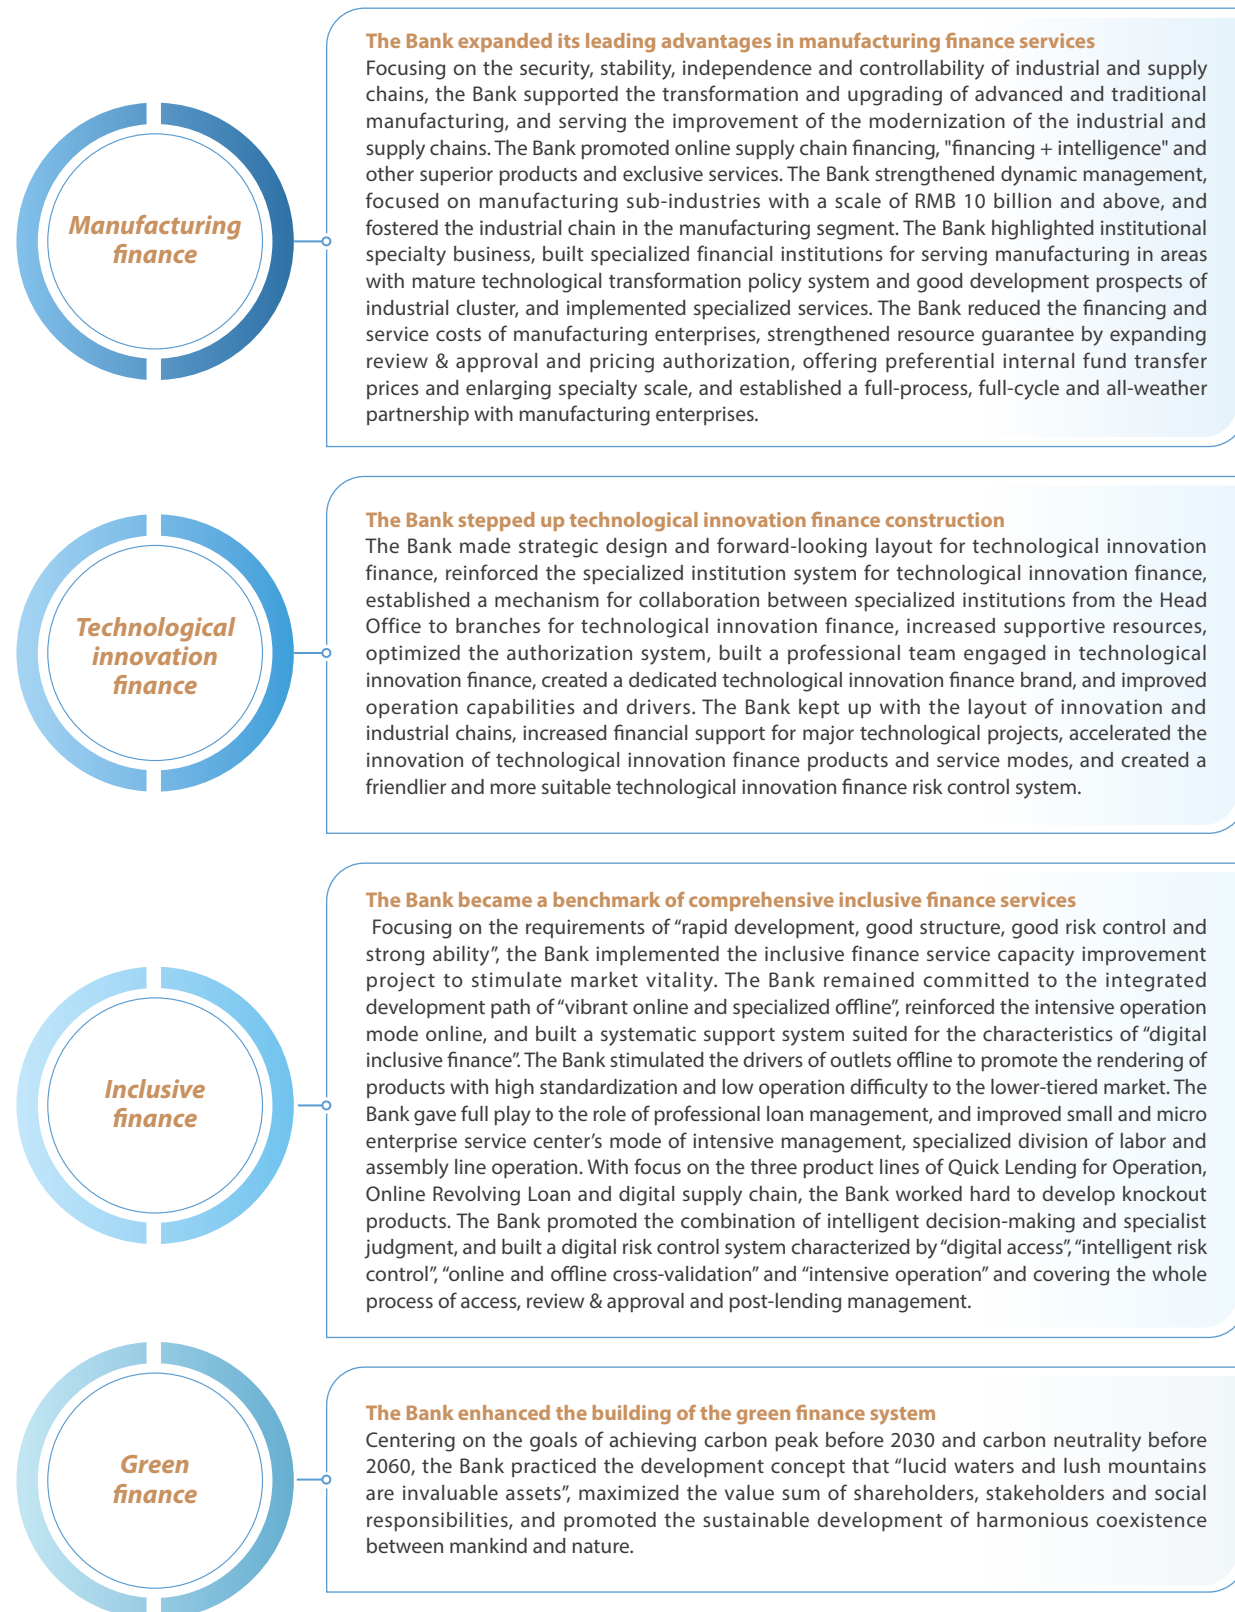 The Bank expanded its leading advantages in manufacturing finance services
Focusing on the security, stability, independence and controllability of industrial and supply
chains, the Bank supported the transformation and upgrading of advanced and traditional
manufacturing, and serving the improvement of the modernization of the industrial and
supply chains. The Bank promoted online supply chain financing, "financing + intelligence" and
other superior products and exclusive services. The Bank strengthened dynamic management,
focused on manufacturing sub-industries with a scale of RMB 10 billion and above, and
fostered the industrial chain in the manufacturing segment. The Bank highlighted institutional
specialty business, built specialized financial institutions for serving manufacturing in areas
with mature technological transformation policy system and good development prospects of
industrial cluster, and implemented specialized services. The Bank reduced the financing and
service costs of manufacturing enterprises, strengthened resource guarantee by expanding
review & approval and pricing authorization, offering preferential internal fund transfer
prices and enlarging specialty scale, and established a full-process, full-cycle and all-weather
partnership with manufacturing enterprises.
Manufacturing
finance
The Bank stepped up technological innovation finance construction
The Bank made strategic design and forward-looking layout for technological innovation
finance, reinforced the specialized institution system for technological innovation finance,
established a mechanism for collaboration between specialized institutions from the Head
Office to branches for technological innovation finance, increased supportive resources,
optimized the authorization system, built a professional team engaged in technological
innovation finance, created a dedicated technological innovation finance brand, and improved
operation capabilities and drivers. The Bank kept up with the layout of innovation and
industrial chains, increased financial support for major technological projects, accelerated the
innovation of technological innovation finance products and service modes, and created a
friendlier and more suitable technological innovation finance risk control system.
Technological
innovation
finance
The Bank became a benchmark of comprehensive inclusive finance services
Focusing on the requirements of “rapid development, good structure, good risk control and
strong ability”, the Bank implemented the inclusive finance service capacity improvement
project to stimulate market vitality. The Bank remained committed to the integrated
development path of “vibrant online and specialized offline”, reinforced the intensive operation
mode online, and built a systematic support system suited for the characteristics of “digital
inclusive finance”. The Bank stimulated the drivers of outlets offline to promote the rendering of
products with high standardization and low operation difficulty to the lower-tiered market. The
Bank gave full play to the role of professional loan management, and improved small and micro
enterprise service center’s mode of intensive management, specialized division of labor and
assembly line operation. With focus on the three product lines of Quick Lending for Operation,
Online Revolving Loan and digital supply chain, the Bank worked hard to develop knockout
products. The Bank promoted the combination of intelligent decision-making and specialist
judgment, and built a digital risk control system characterized by “digital access”, “intelligent risk
control”, “online and offline cross-validation” and “intensive operation” and covering the whole
process of access, review & approval and post-lending management.
Inclusive
finance
The Bank enhanced the building of the green finance system
Centering on the goals of achieving carbon peak before 2030 and carbon neutrality before
2060, the Bank practiced the development concept that “lucid waters and lush mountains
are invaluable assets”, maximized the value sum of shareholders, stakeholders and social
responsibilities, and promoted the sustainable development of harmonious coexistence
between mankind and nature.
Green
finance